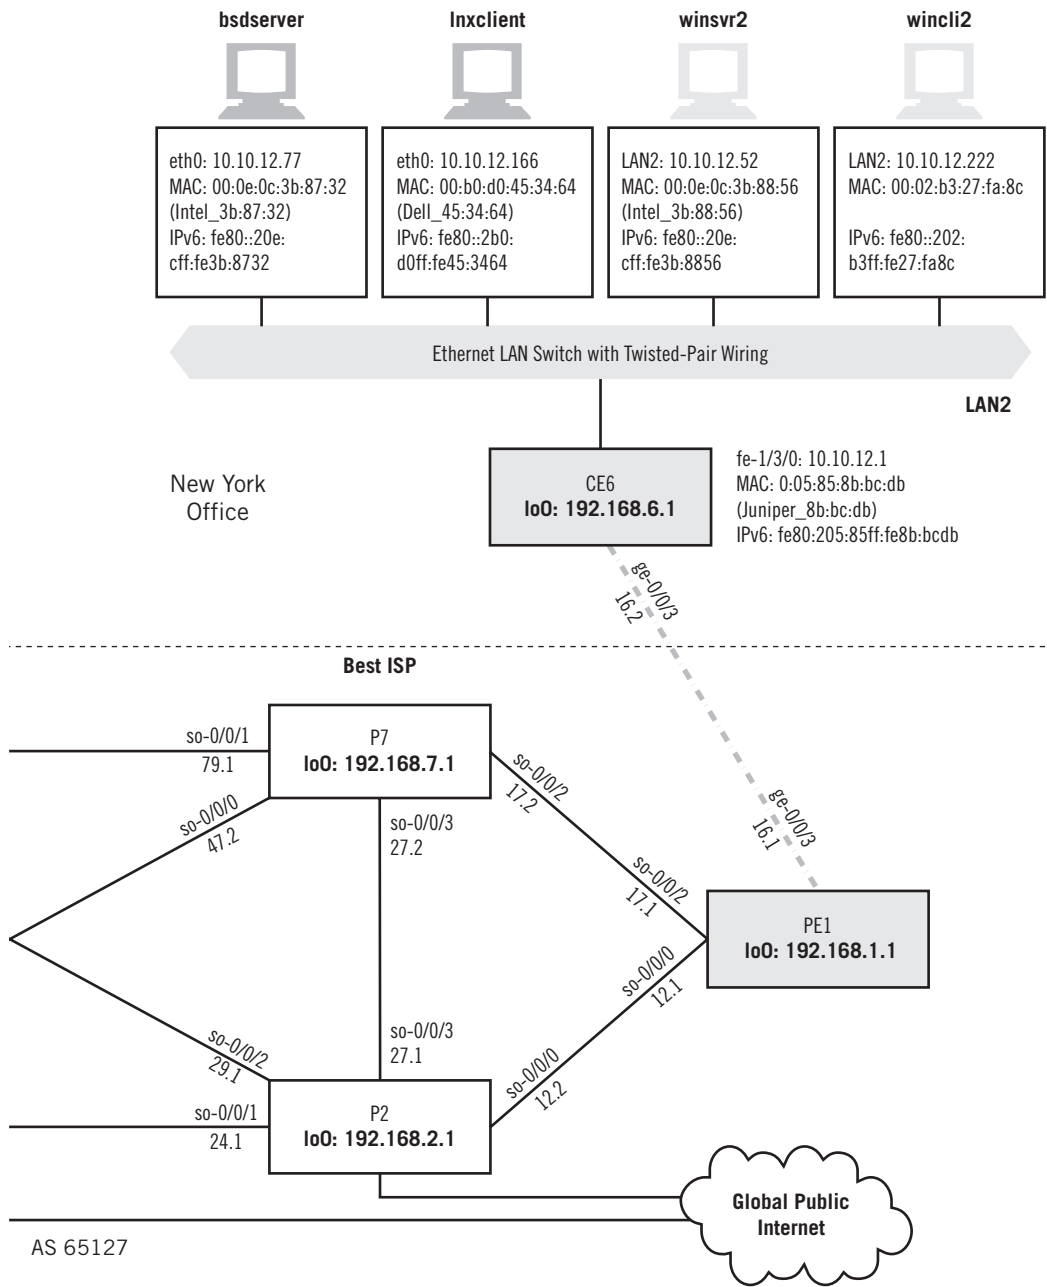 bsdserver
lnxclient
winsvr2
wincli2
eth0: 10.10.12.77
MAC: 00:0e:0c:3b:87:32
(Intel_3b:87:32)
IPv6: fe80::20e:
cff:fe3b:8732
eth0: 10.10.12.166
MAC: 00:b0:d0:45:34:64
(Dell_45:34:64)
IPv6: fe80::2b0:
d0ff:fe45:3464
LAN2: 10.10.12.52
MAC: 00:0e:0c:3b:88:56
(Intel_3b:88:56)
IPv6: fe80::20e:
cff:fe3b:8856
LAN2: 10.10.12.222
MAC: 00:02:b3:27:fa:8c
IPv6: fe80::202:
b3ff:fe27:fa8c
Ethernet LAN Switch with Twisted-Pair Wiring
LAN2
New York
Office
CE6
lo0: 192.168.6.1
fe-1/3/0: 10.10.12.1
MAC: 0:05:85:8b:bc:db
(Juniper_8b:bc:db)
IPv6: fe80:205:85ff:fe8b:bcdb
ge-0/0/3
16.2
Best ISP
so-0/0/1
79.1
P7
lo0: 192.168.7.1
so-0/0/2
17.2
ge-0/0/3
16.1
so-0/0/0
47.2
so-0/0/3
27.2
so-0/0/2
17.1
PE1
lo0: 192.168.1.1
so-0/0/0
12.1
so-0/0/2
29.1
so-0/0/3
27.1
so-0/0/0
12.2
so-0/0/1
24.1
P2
lo0: 192.168.2.1
Global Public
Internet
AS 65127